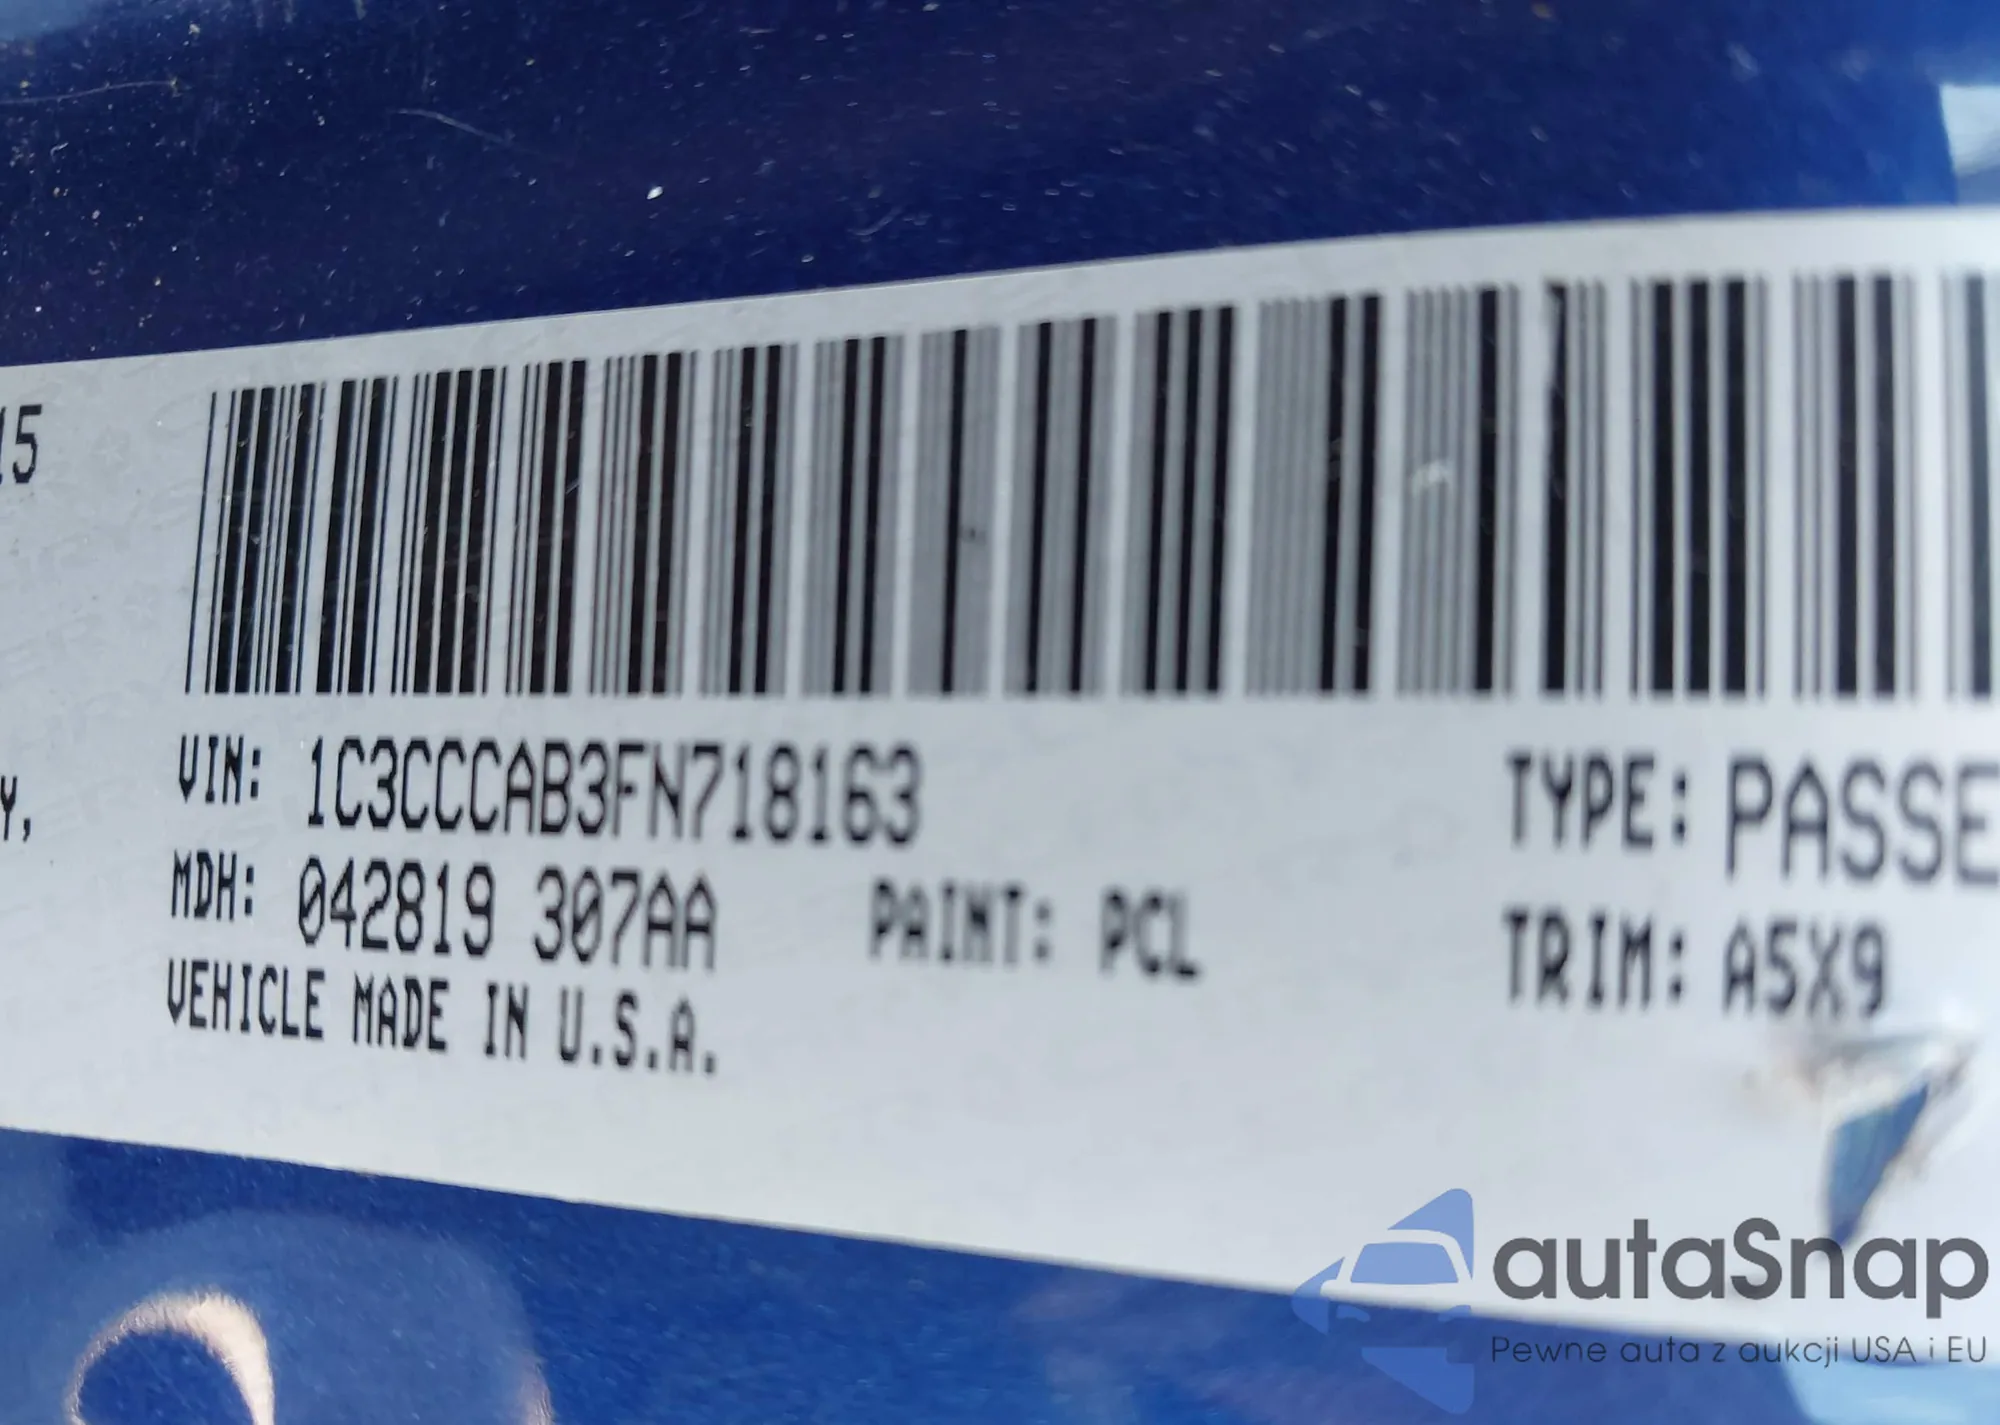 15
Y,
VIN: 1C3CCCAB3FN718163
TYPE: PASSE
MDH: 042819 307AA
PAINT: PCL
TRIM: A5X9
VEHICLE MADE IN U.S.A.
autaSnap
Pewne auta z aukcji USA i EU